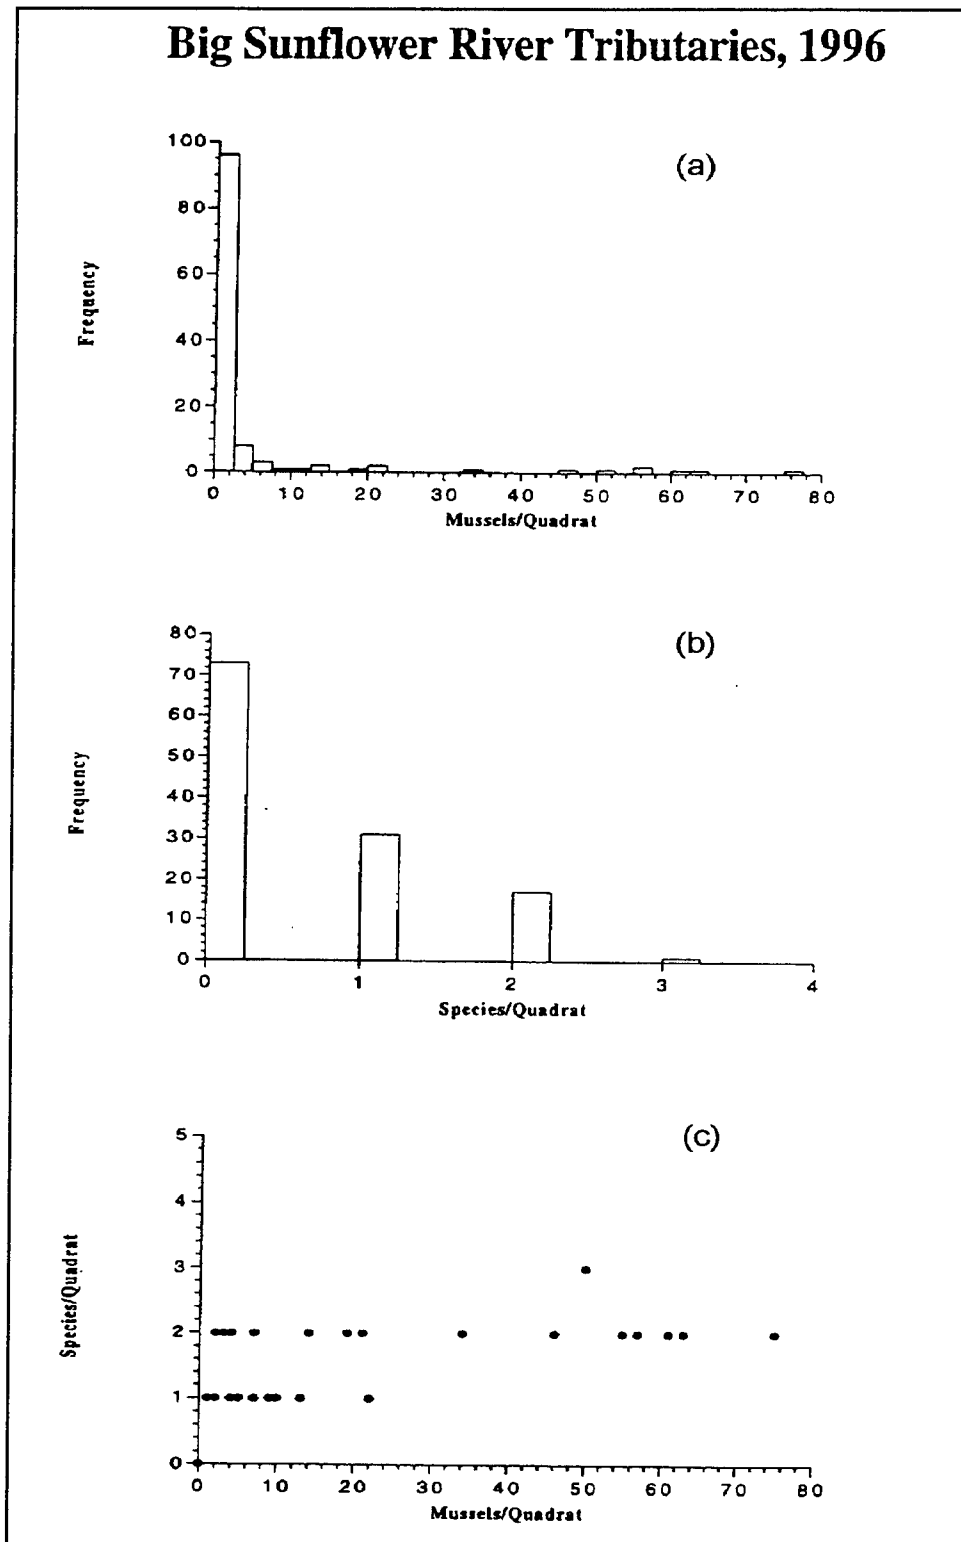 Big Sunflower River Tributaries, 1996
(a)
100
80
60
40
20
0
Frequency
0 10 20 30 40 50 60 70 80
Mussels/Quadrat
(b)
80
70
60
50
40
30
20
10
0
Frequency
0 1 2 3 4
Species/Quadrat
(c)
5
4
3
2
1
0
Species/Quadrat
0 10 20 30 40 50 60 70 80
Mussels/Quadrat